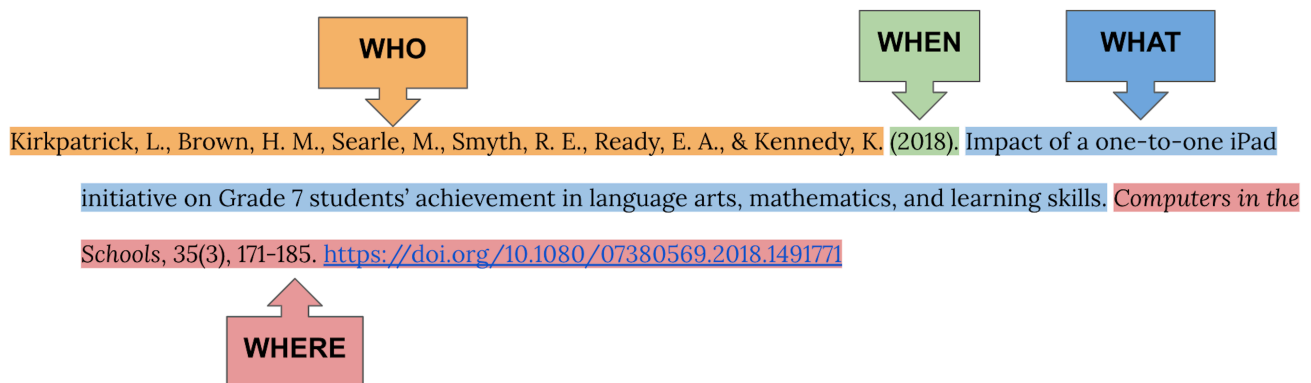 WHO
WHEN
WHAT
Kirkpatrick, L., Brown, H. M., Searle, M., Smyth, R. E., Ready, E. A., & Kennedy, K. (2018). Impact of a one-to-one iPad
initiative on Grade 7 students’ achievement in language arts, mathematics, and learning skills. Computers in the
Schools, 35(3), 171-185. https://doi.org/10.1080/07380569.2018.1491771
WHERE